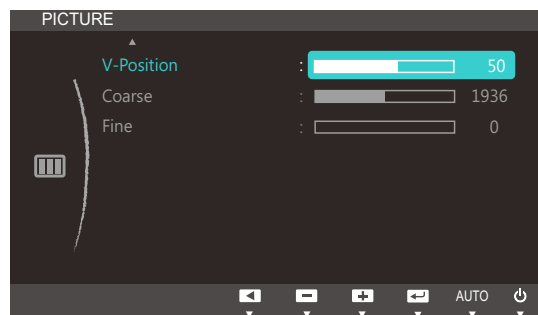 PICTURE
V-Position : 50
Coarse : 1936
Fine : 0
AUTO